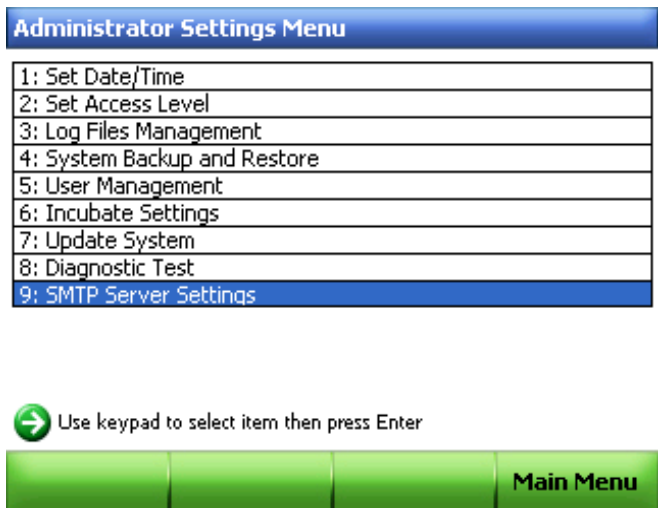 Administrator Settings Menu
1: Set Date/Time
2: Set Access Level
3: Log Files Management
4: System Backup and Restore
5: User Management
6: Incubate Settings
7: Update System
8: Diagnostic Test
9: SMTP Server Settings
Use keypad to select item then press Enter
Main Menu